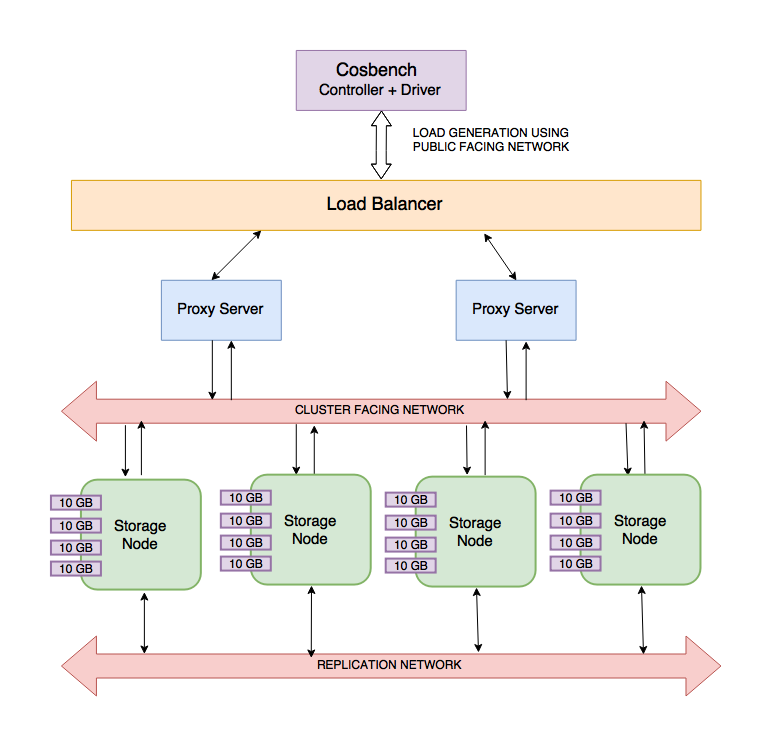 Cosbench
Controller + Driver
LOAD GENERATION USING
PUBLIC FACING NETWORK
Load Balancer
Proxy Server
Proxy Server
CLUSTER FACING NETWORK
10 GB
10 GB
10 GB
10 GB
Storage
Node
10 GB
10 GB
10 GB
10 GB
Storage
Node
10 GB
10 GB
10 GB
10 GB
Storage
Node
10 GB
10 GB
10 GB
10 GB
Storage
Node
REPLICATION NETWORK